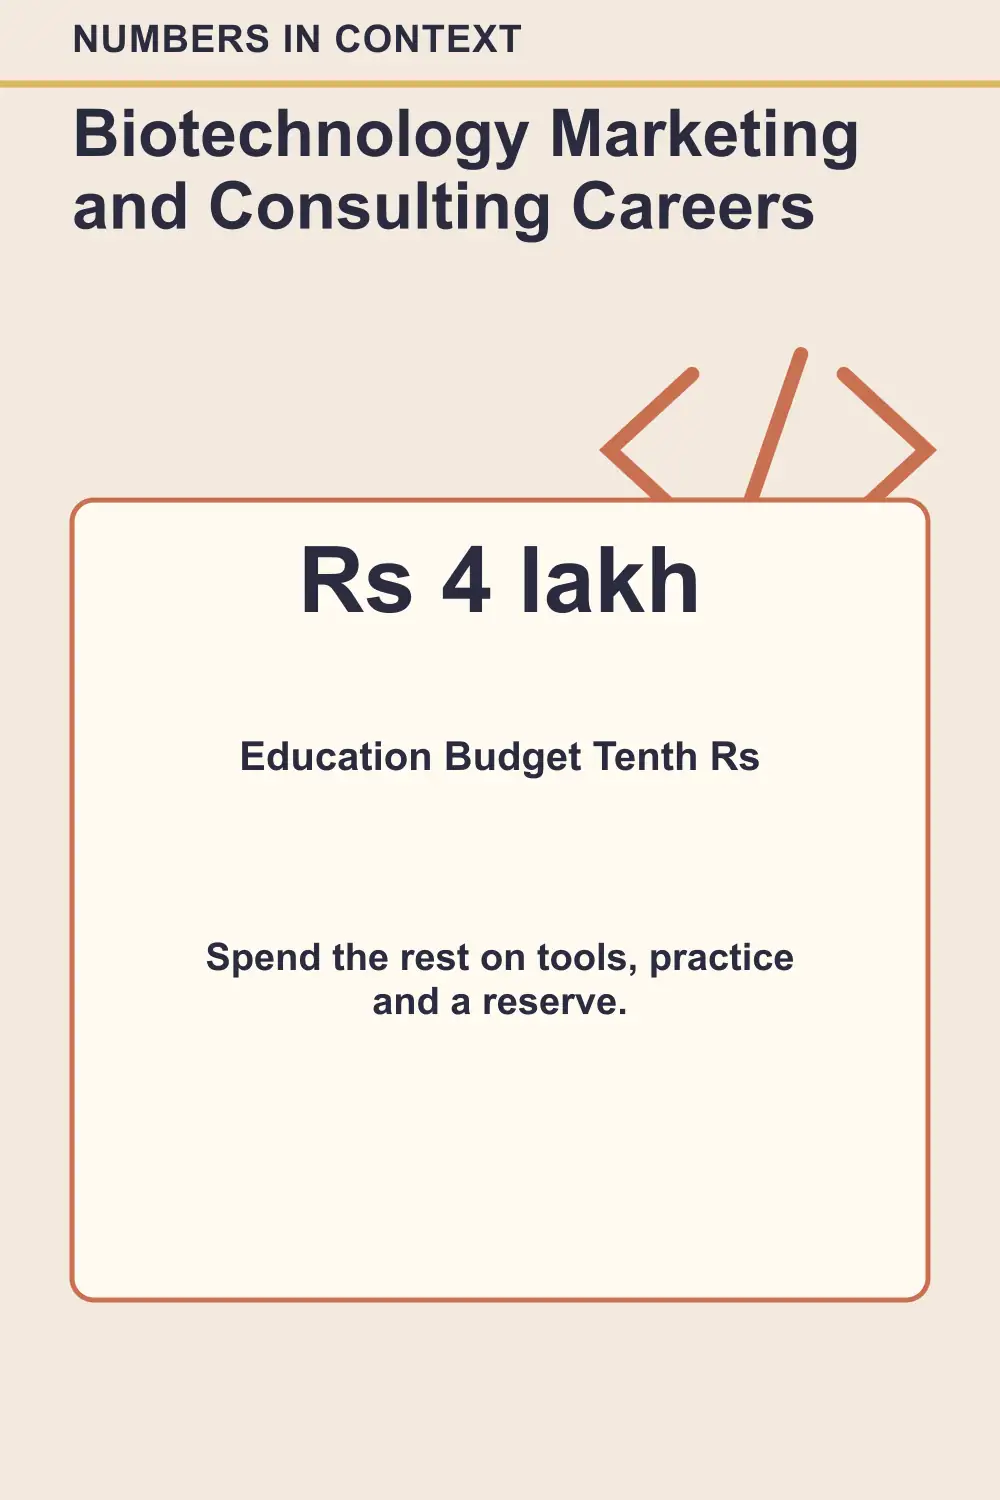 NUMBERS IN CONTEXT
Biotechnology Marketing
and Consulting Careers
Rs 4 lakh
Education Budget Tenth Rs
Spend the rest on tools, practice
and a reserve.